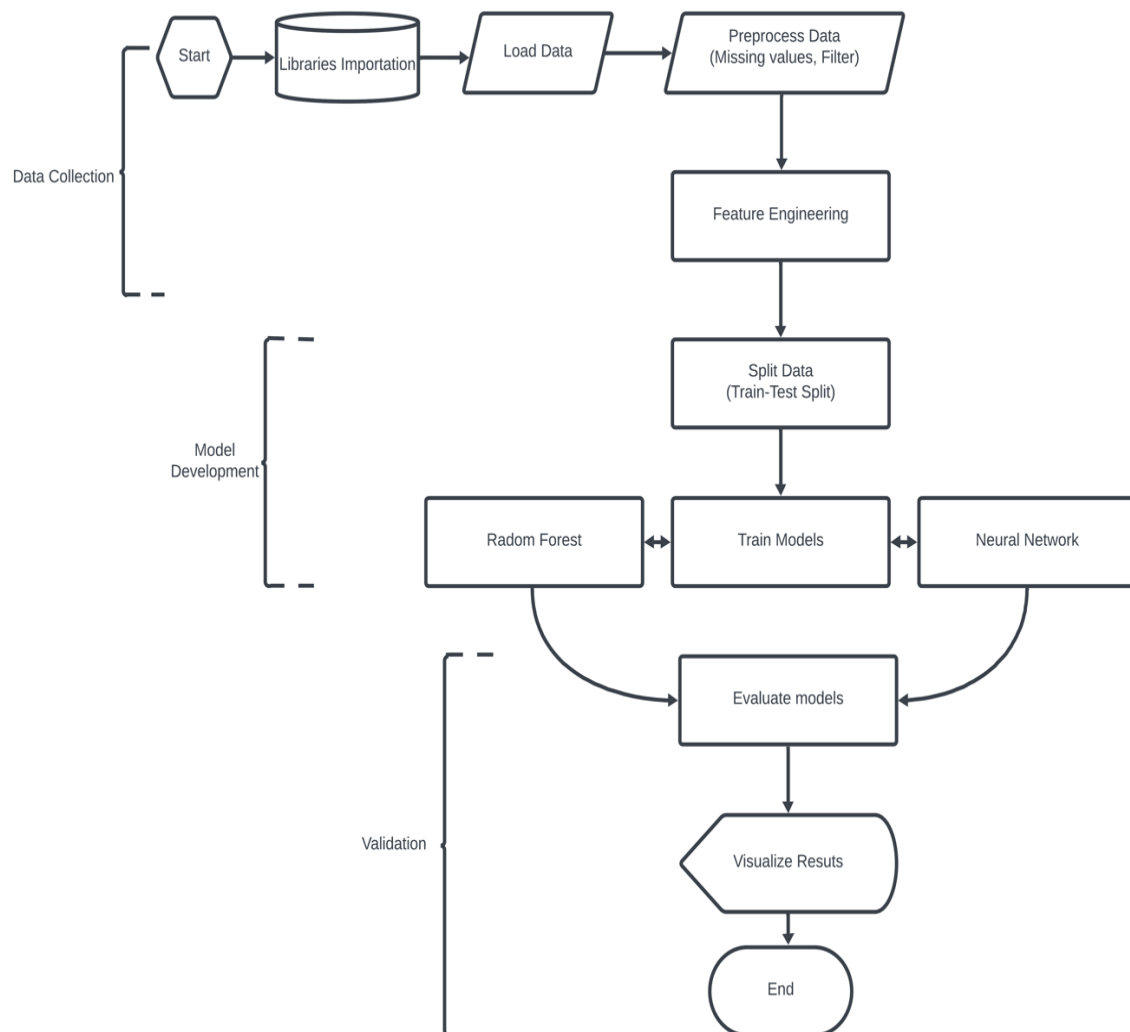 Start
Libraries Importation
Load Data
Preprocess Data
(Missing values, Filter)
Data Collection
Feature Engineering
Split Data
(Train-Test Split)
Model
Development
Radom Forest
Train Models
Neural Network
Evaluate models
Validation
Visualize Resuts
End